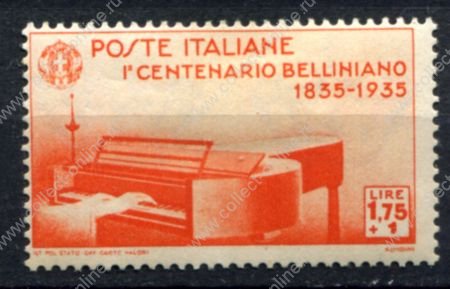 POSTE ITALIANE
I° CENTENARIO BELLINIANO
1835-1935
LIRE
1,75
+1
IST. POL. STATO OFF. CARTE VALORI